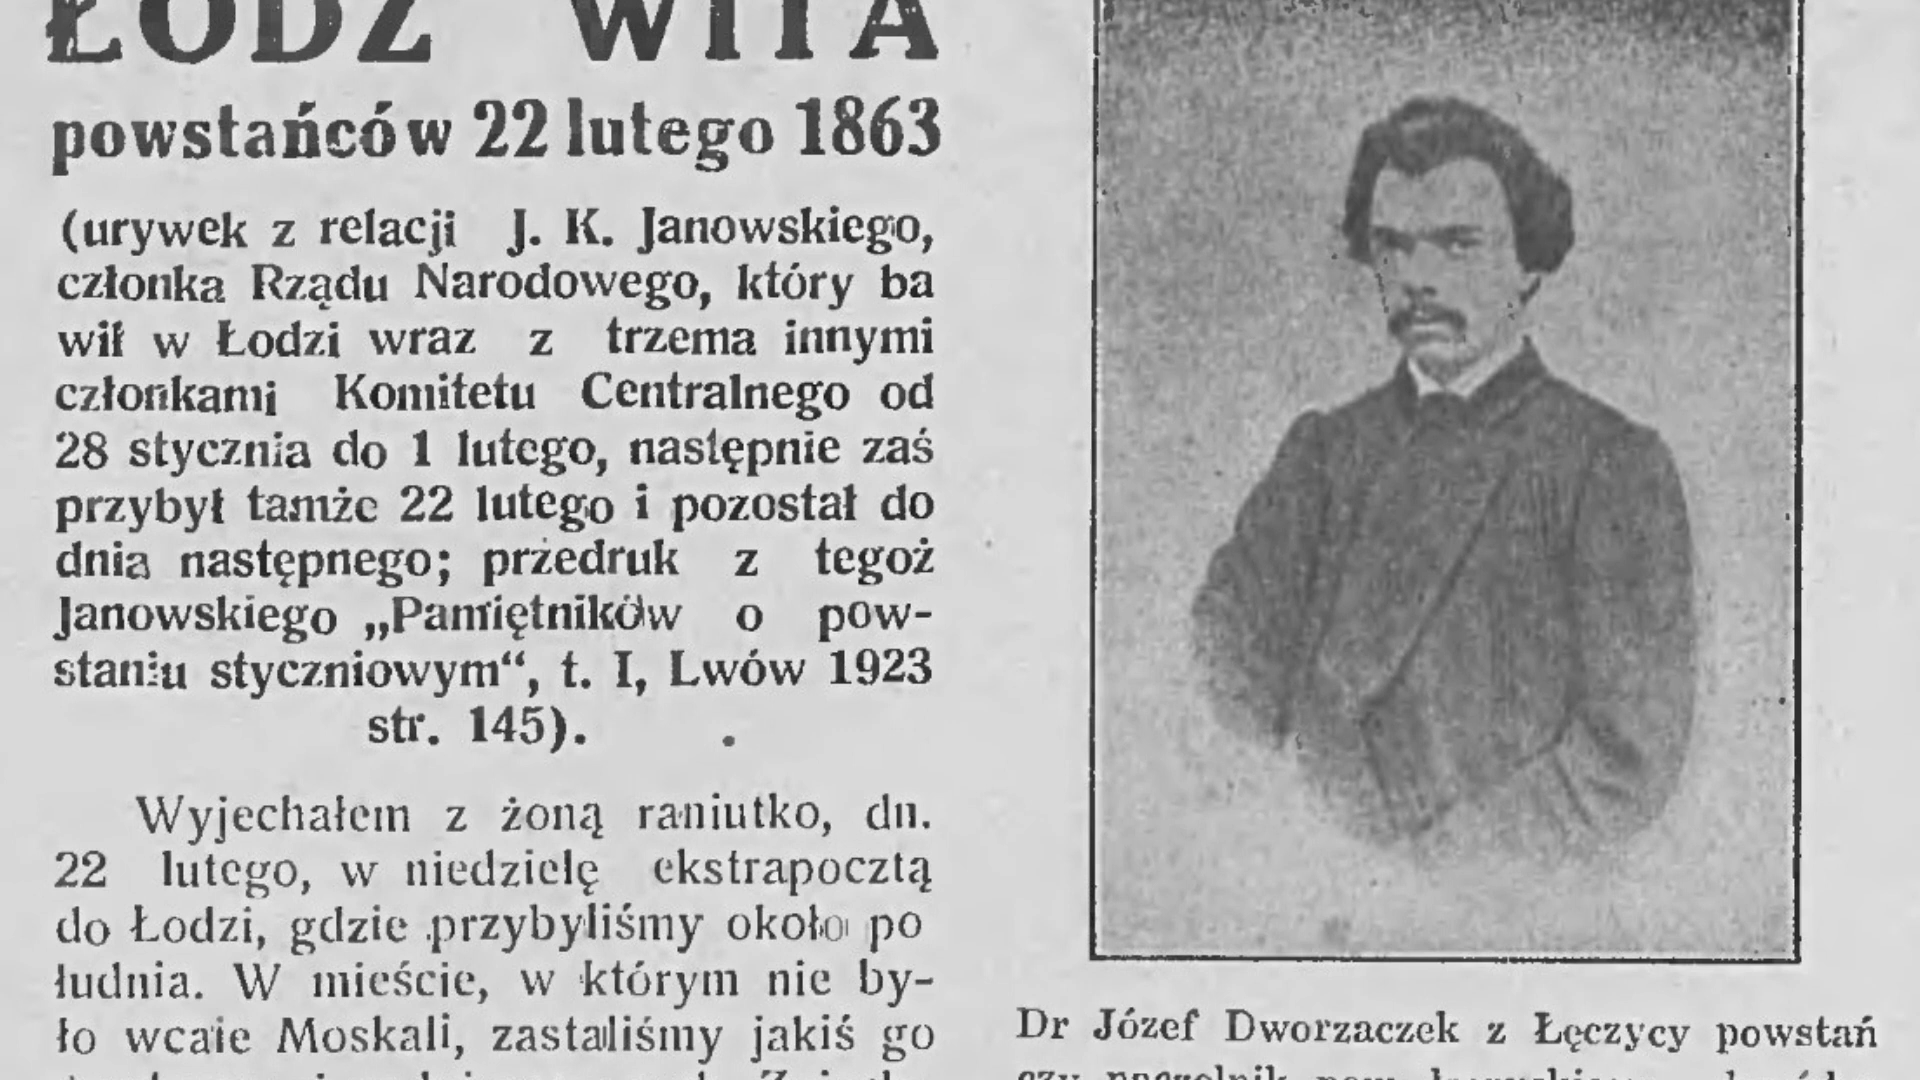 ŁÓDZ WITA
powstańców 22 lutego 1863
(urywek z relacji J. K. Janowskiego,
członka Rządu Narodowego, który ba
wił w Łodzi wraz z trzema innymi
członkami Komitetu Centralnego od
28 stycznia do 1 lutego, następnie zaś
przybył tamże 22 lutego i pozostał do
dnia następnego; przedruk z tegoż
Janowskiego „Pamiętników o pow-
staniu styczniowym“, t. I, Lwów 1923
str. 145).
Wyjechałem z żoną raniutko, dn.
22 lutego, w niedzielę ekstrapocztą
do Łodzi, gdzie przybyliśmy około po
łudnia. W mieście, w którym nie by-
ło wcale Moskali, zastaliśmy jakiś go
Dr Józef Dworzaczek z Łęczycy powstań
czy naczelnik pow.